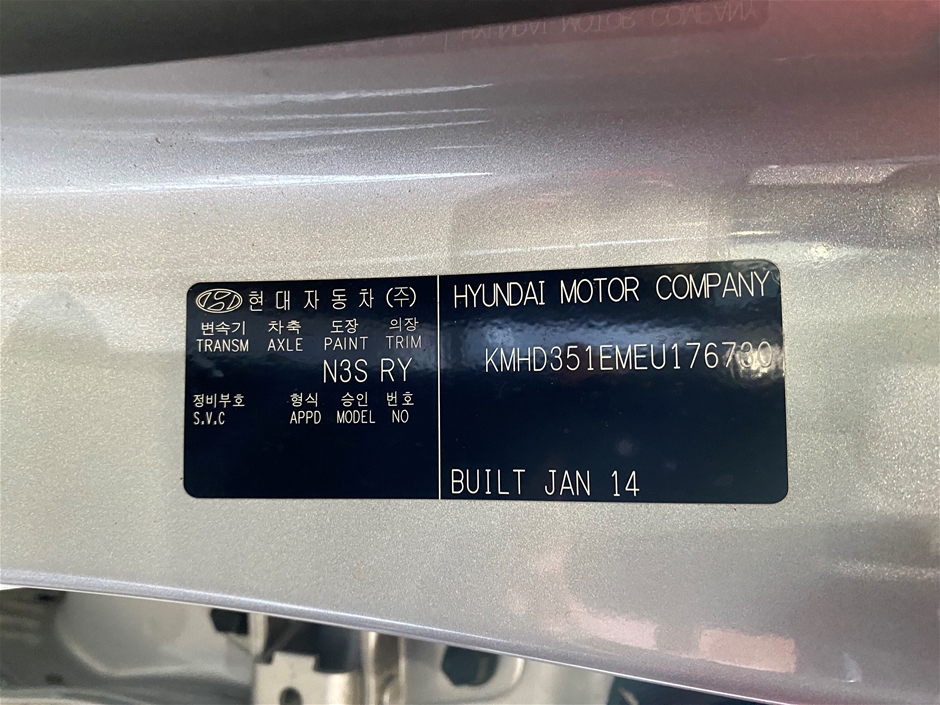 현대자동차(주)
변속기 차축 도장 의장
TRANSM AXLE PAINT TRIM
N3S RY
정비부호 형식 승인 번호
S.V.C APPD MODEL NO
HYUNDAI MOTOR COMPANY
KMHD351EMEU176730
BUILT JAN 14